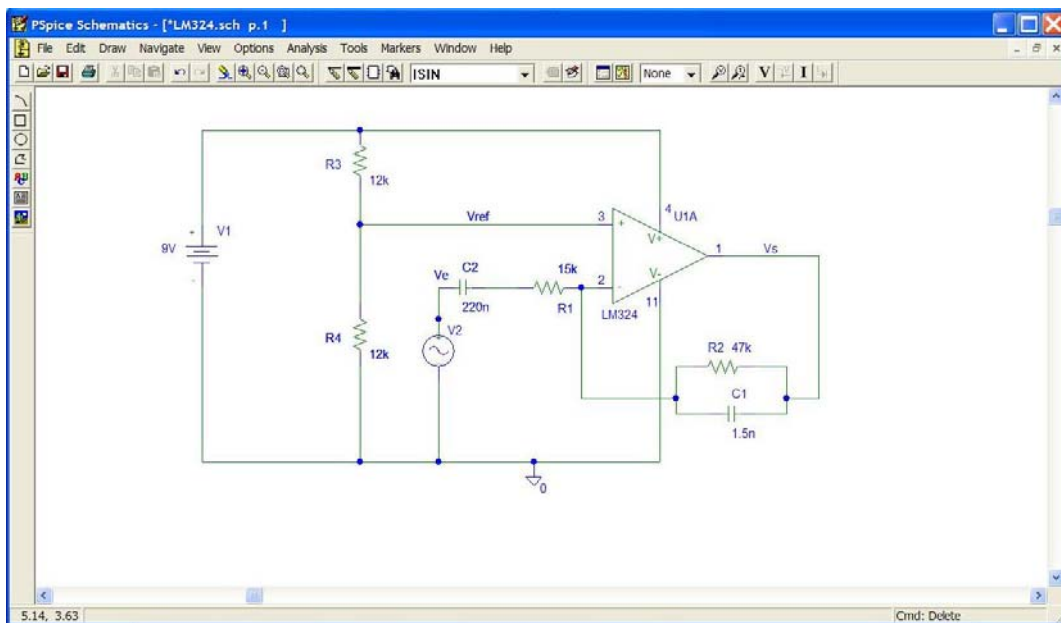 PSpice Schematics - [*LM324.sch p.1 ]
File Edit Draw Navigate View Options Analysis Tools Markers Window Help
ISIN
None
V
I
R3
12k
Vref
3
4
U1A
+
V+
V1
+
9V
-
1
Vs
Ve
C2
15k
2
V-
-
220n
R1
11
LM324
V2
R4
12k
R2 47k
C1
1.5n
0
5.14, 3.63
Cmd: Delete